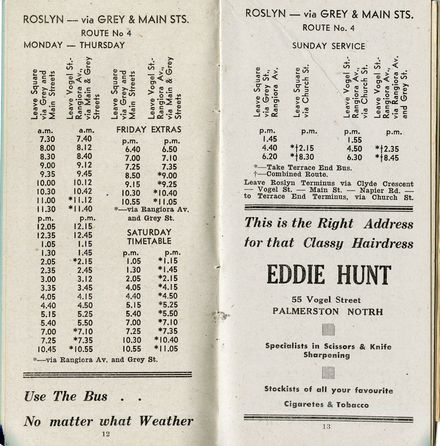 ROSLYN — via GREY & MAIN STS.
ROUTE No 4
MONDAY — THURSDAY
Leave Square via Grey and Main Streets
Leave Vogel St.- Rangiora Av., via Main & Grey Streets
a.m. a.m.
7.30 7.40
8.00 8.12
8.30 8.40
9.00 9.12
9.35 9.45
10.00 10.12
10.30 10.42
11.00 *11.12
11.30 *11.40
p.m. p.m.
12.05 12.15
12.35 12.45
1.05 1.15
1.30 1.45
2.05 *2.15
2.35 2.45
3.00 3.12
3.35 3.45
4.05 4.15
4.40 4.50
5.15 5.25
5.40 5.50
7.00 *7.10
7.25 *7.35
10.45 *10.55
*—via Rangiora Av. and Grey St.
Leave Square via Grey and Main Streets
Leave Vogel St.- Rangiora Av., via Main & Grey Streets
FRIDAY EXTRAS
p.m. p.m.
6.40 6.50
7.00 7.10
7.25 7.35
8.50 *9.00
9.15 *9.25
10.30 *10.40
10.55 *11.05
*—via Rangiora Av. and Grey St.
SATURDAY
TIMETABLE
p.m. p.m.
1.05 *1.15
1.30 *1.45
2.05 *2.15
4.05 *4.15
4.40 *4.50
5.15 *5.25
5.40 *5.50
7.00 *7.10
7.25 *7.35
10.30 *10.40
10.55 *11.05
Use The Bus . .
No matter what Weather
12
ROSLYN — via GREY & MAIN STS.
ROUTE No. 4
SUNDAY SERVICE
Leave Square via Grey St., Rangiora Av.,
Leave Square via Church St.
Leave Vogel St.- Rangiora Av., via Church St.
Leave Vogel St.- Rangiora Av., and Grey St.
p.m. p.m. p.m. p.m.
1.45 1.55
4.40 *†2.15 4.50 *†2.35
6.20 *†8.30 6.30 *†8.45
*—Take Terrace End Bus.
†—Combined Route.
Leave Roslyn Terminus via Clyde Crescent
— Vogel St. — Main St. — Napier Rd. —
to Terrace End Terminus, via Church St.
This is the Right Address
for that Classy Hairdress
EDDIE HUNT
55 Vogel Street
PALMERSTON NOTRH
Specialists in Scissors & Knife
Sharpening
Stockists of all your favourite
Cigaretes & Tobacco
13